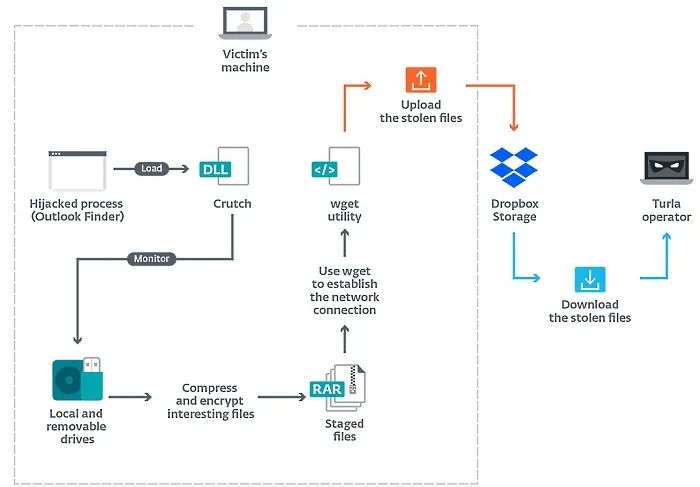 Victim's
machine
Upload
the stolen files
Load
DLL
</>
Hijacked process
(Outlook Finder)
Crutch
wget
utility
Dropbox
Storage
Turla
operator
Monitor
Use wget
to establish
the network
connection
Download
the stolen files
Compress
and encrypt
interesting files
RAR
Local and
removable
drives
Staged
files